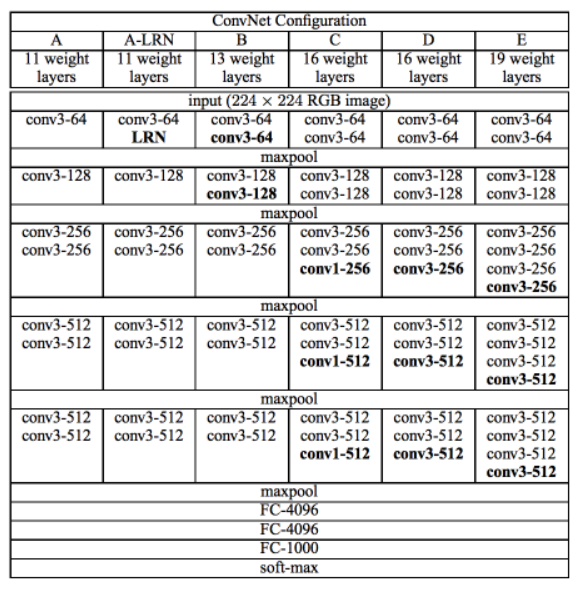 ConvNet Configuration
A A-LRN B C D E
11 weight 11 weight 13 weight 16 weight 16 weight 19 weight
layers layers layers layers layers layers
input (224 × 224 RGB image)
conv3-64 conv3-64 conv3-64 conv3-64 conv3-64 conv3-64
LRN conv3-64 conv3-64 conv3-64 conv3-64
maxpool
conv3-128 conv3-128 conv3-128 conv3-128 conv3-128 conv3-128
conv3-128 conv3-128 conv3-128 conv3-128
maxpool
conv3-256 conv3-256 conv3-256 conv3-256 conv3-256 conv3-256
conv3-256 conv3-256 conv3-256 conv3-256 conv3-256 conv3-256
conv1-256 conv3-256 conv3-256
conv3-256
maxpool
conv3-512 conv3-512 conv3-512 conv3-512 conv3-512 conv3-512
conv3-512 conv3-512 conv3-512 conv3-512 conv3-512 conv3-512
conv1-512 conv3-512 conv3-512
conv3-512
maxpool
conv3-512 conv3-512 conv3-512 conv3-512 conv3-512 conv3-512
conv3-512 conv3-512 conv3-512 conv3-512 conv3-512 conv3-512
conv1-512 conv3-512 conv3-512
conv3-512
maxpool
FC-4096
FC-4096
FC-1000
soft-max